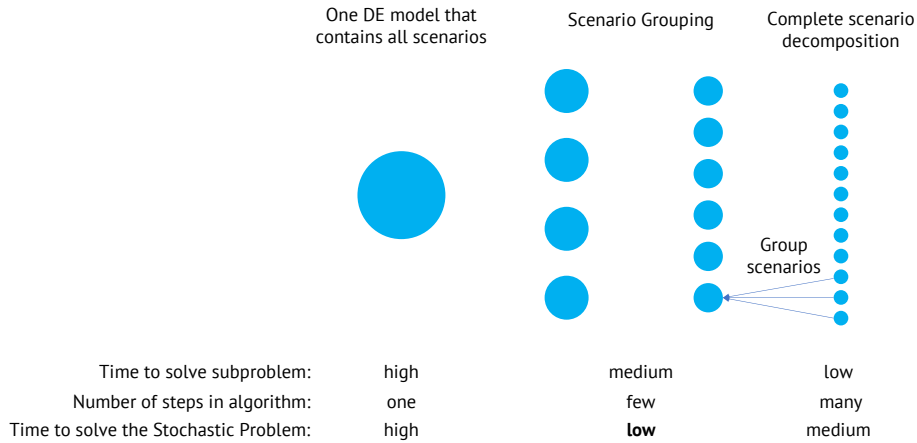 One DE model that
contains all scenarios
Scenario Grouping
Complete scenario
decomposition
Group
scenarios
Time to solve subproblem: high medium low
Number of steps in algorithm: one few many
Time to solve the Stochastic Problem: high low medium